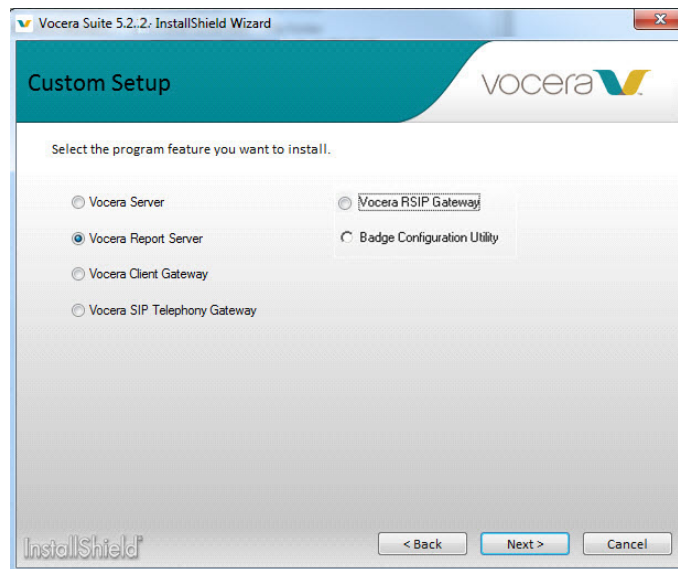 Vocera Suite 5.2..2.- InstallShield Wizard
Custom Setup
vocera
Select the program feature you want to install.
Vocera Server
Vocera RSIP Gateway
Vocera Report Server
Badge Configuration Utility
Vocera Client Gateway
Vocera SIP Telephony Gateway
InstallShield
< Back
Next >
Cancel